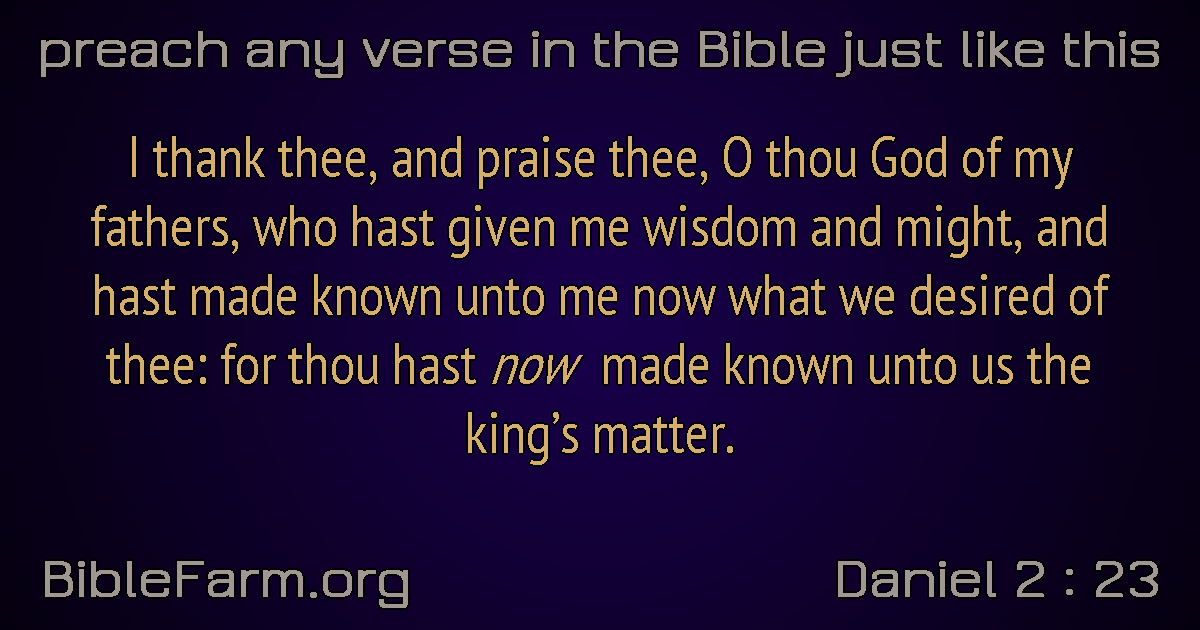 preach any verse in the Bible just like this
I thank thee, and praise thee, O thou God of my
fathers, who hast given me wisdom and might, and
hast made known unto me now what we desired of
thee: for thou hast now made known unto us the
king’s matter.
BibleFarm.org
Daniel 2 : 23